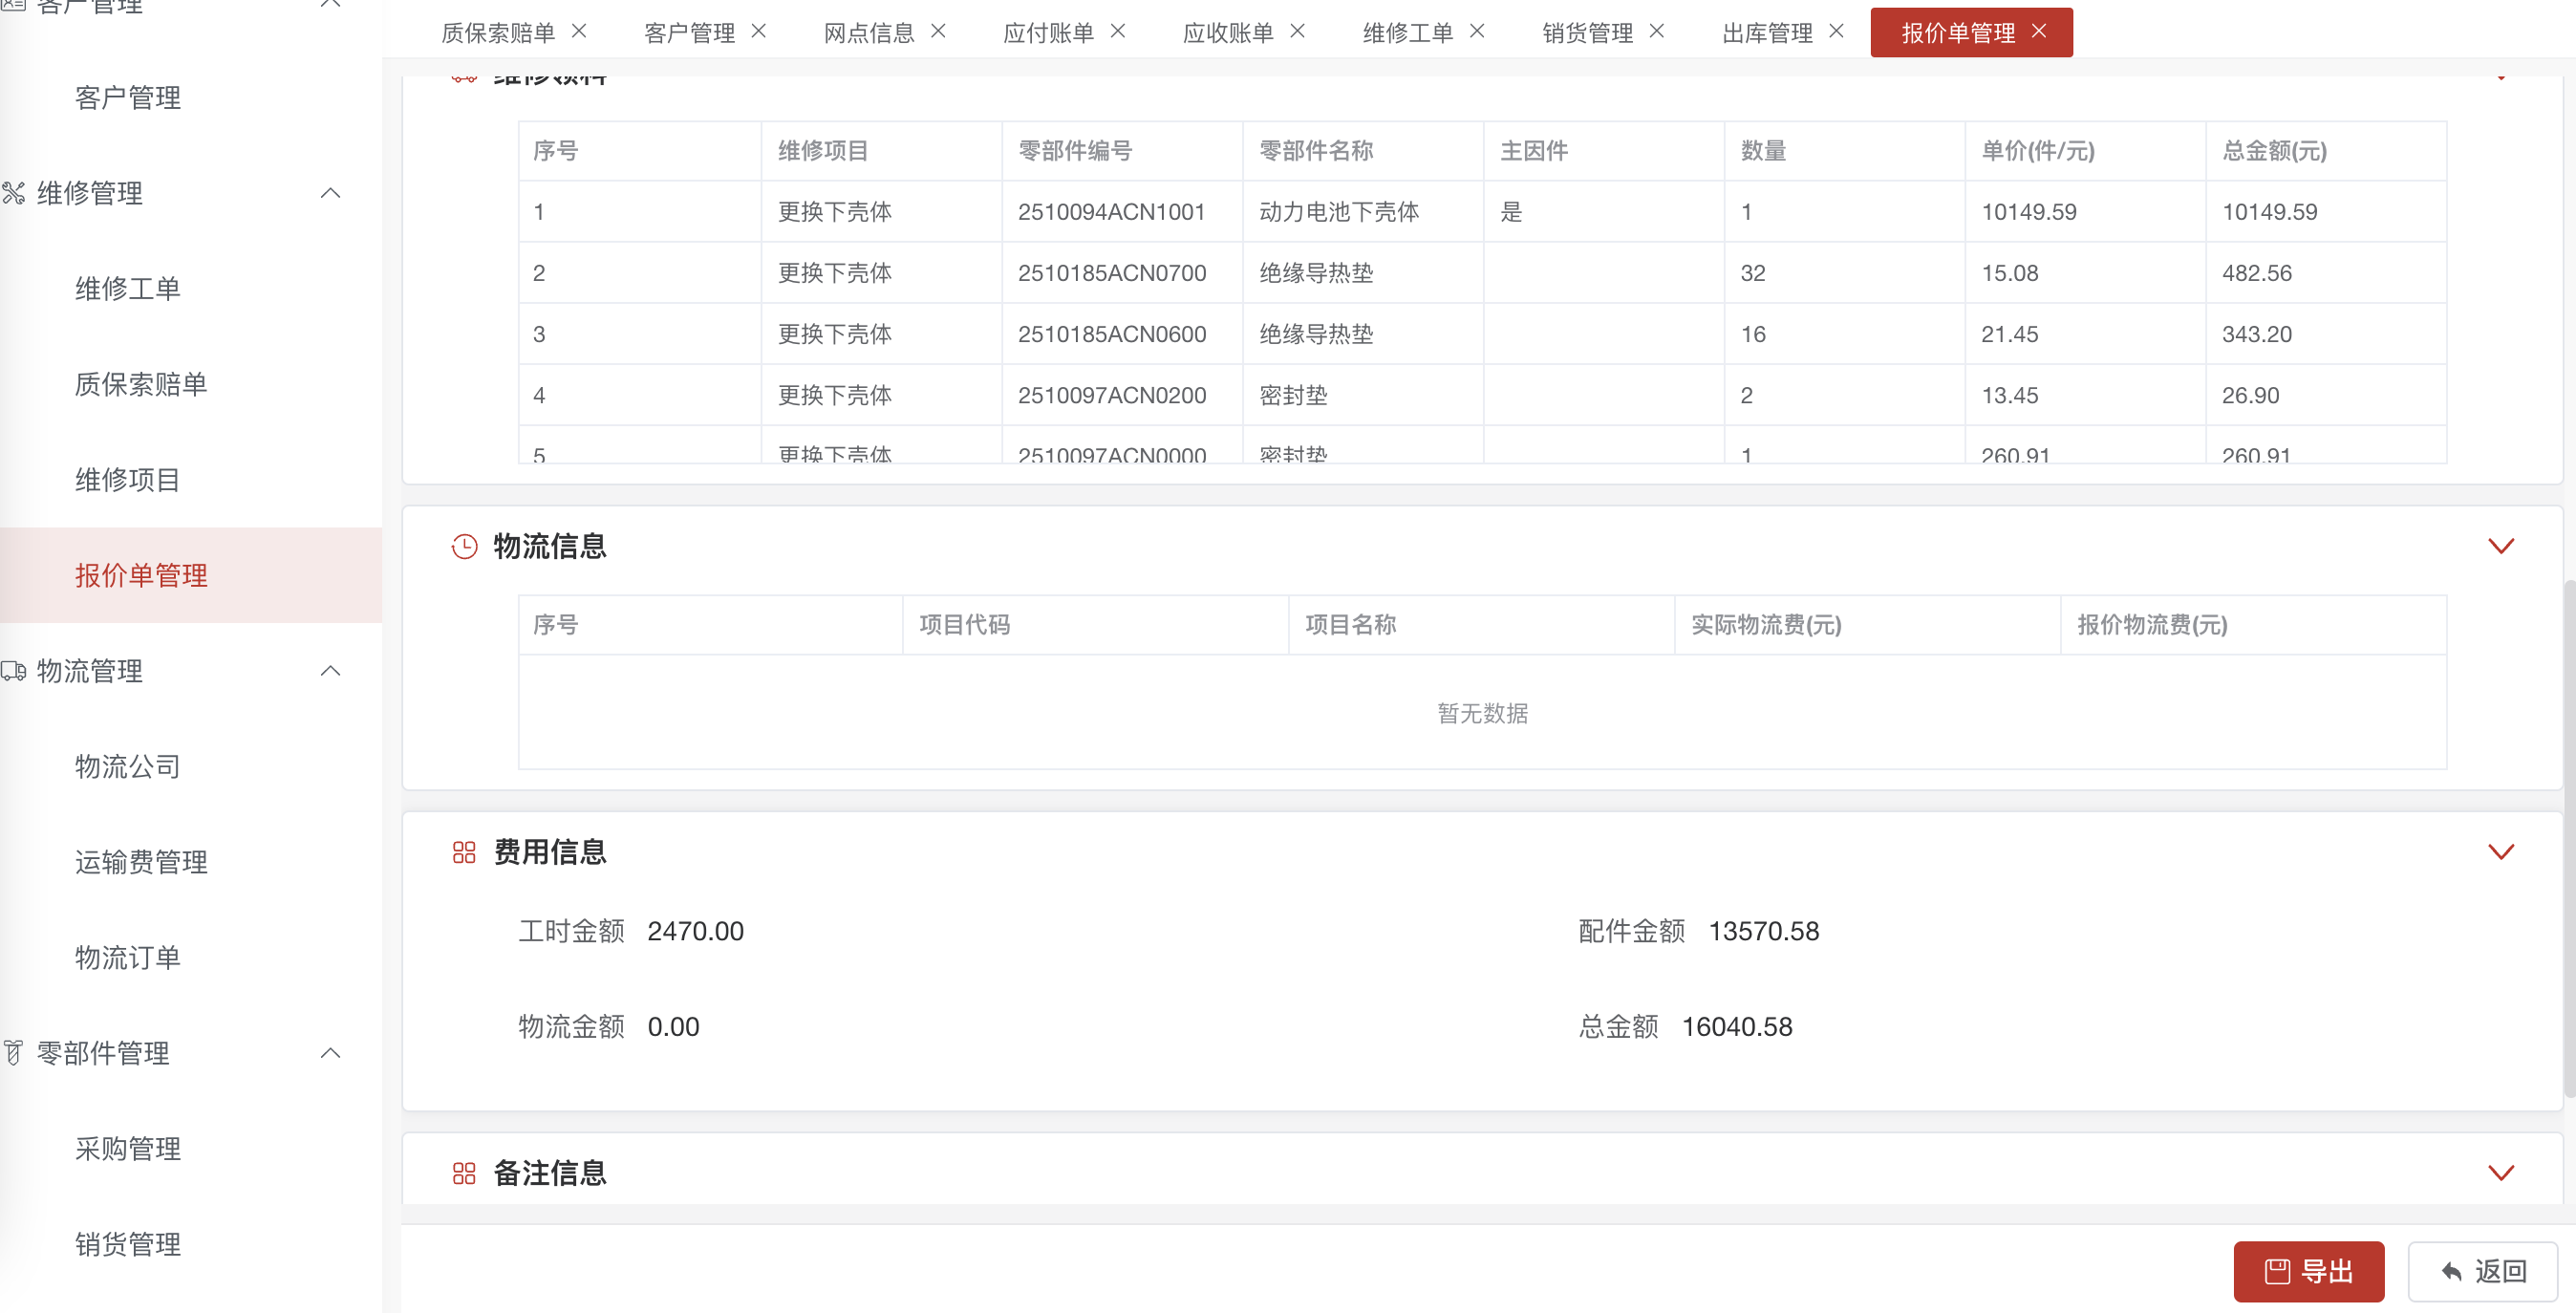 客户管理
客户管理
维修管理
维修工单
质保索赔单
维修项目
报价单管理
物流管理
物流公司
运输费管理
物流订单
零部件管理
采购管理
销货管理
质保索赔单 客户管理 网点信息 应付账单 应收账单 维修工单 销货管理 出库管理 报价单管理
维修领料
序号 维修项目 零部件编号 零部件名称 主因件 数量 单价(件/元) 总金额(元)
1 更换下壳体 2510094ACN1001 动力电池下壳体 是 1 10149.59 10149.59
2 更换下壳体 2510185ACN0700 绝缘导热垫 32 15.08 482.56
3 更换下壳体 2510185ACN0600 绝缘导热垫 16 21.45 343.20
4 更换下壳体 2510097ACN0200 密封垫 2 13.45 26.90
5 更换下壳体 2510097ACN0000 密封垫 1 260.91 260.91
物流信息
序号 项目代码 项目名称 实际物流费(元) 报价物流费(元)
暂无数据
费用信息
工时金额 2470.00 配件金额 13570.58
物流金额 0.00 总金额 16040.58
备注信息
导出 返回